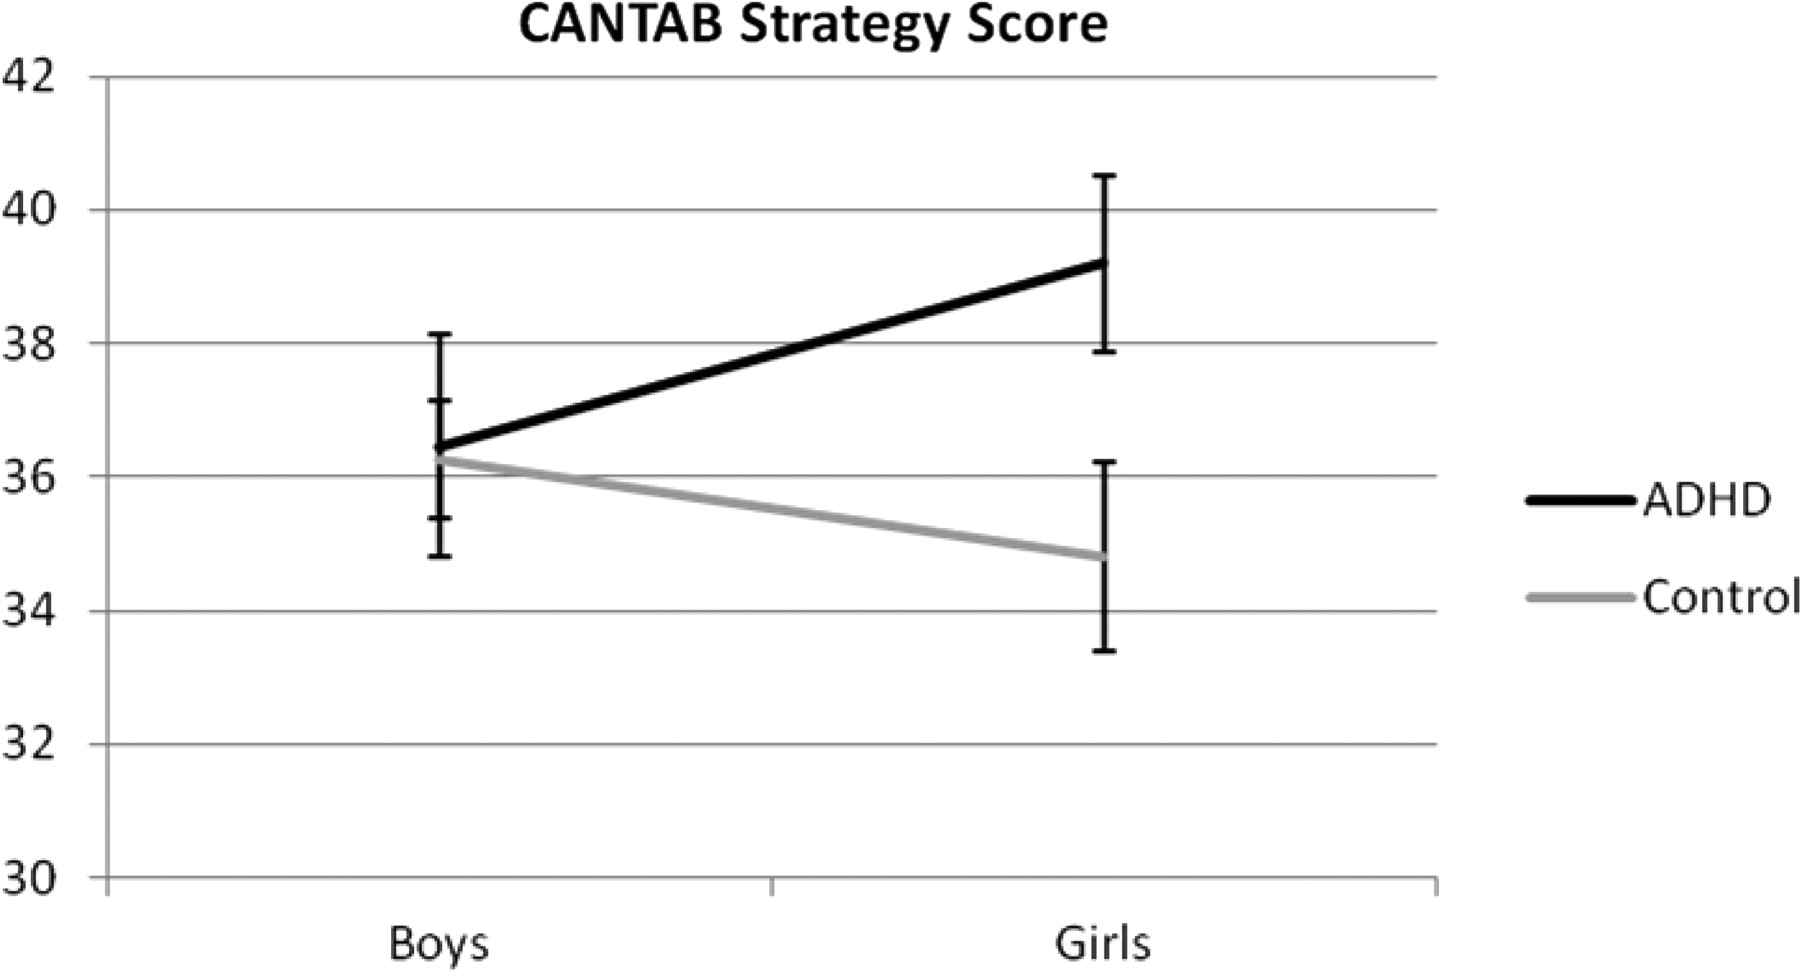 CANTAB Strategy Score
42
40
38
36
34
32
30
Boys Girls
ADHD
Control